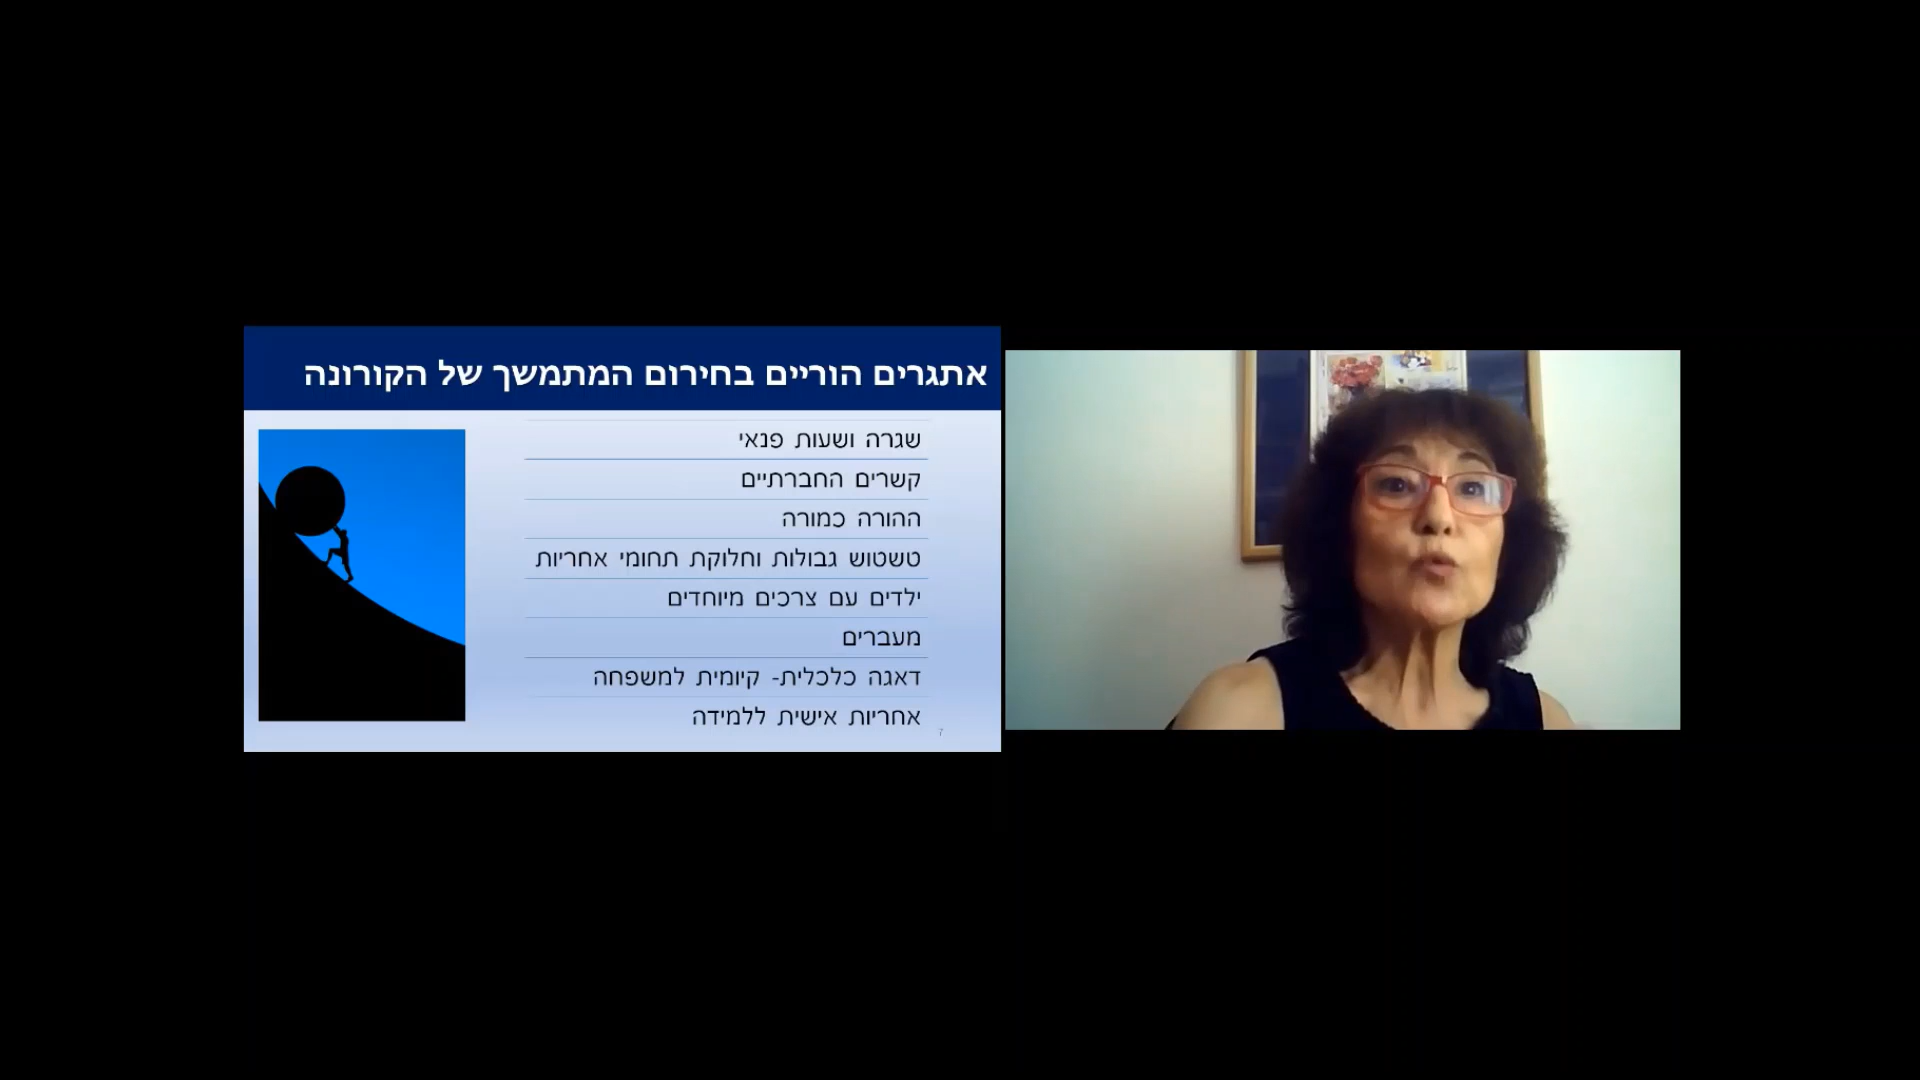 אתגרים הוריים בחירום המתמשך של הקורונה
שגרה ושעות פנאי
קשרים החברתיים
ההורה כמורה
טשטוש גבולות וחלוקת תחומי אחריות
ילדים עם צרכים מיוחדים
מעברים
דאגה כלכלית- קיומית למשפחה
אחריות אישית ללמידה
7